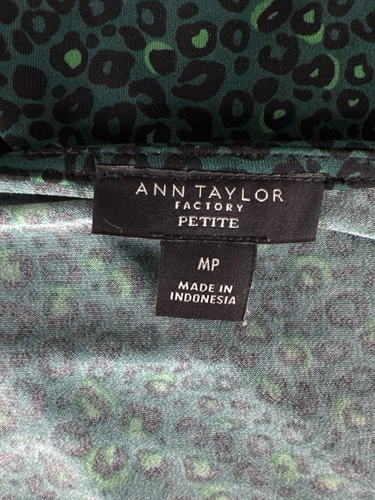 ANN TAYLOR
FACTORY
PETITE
MP
MADE IN
INDONESIA